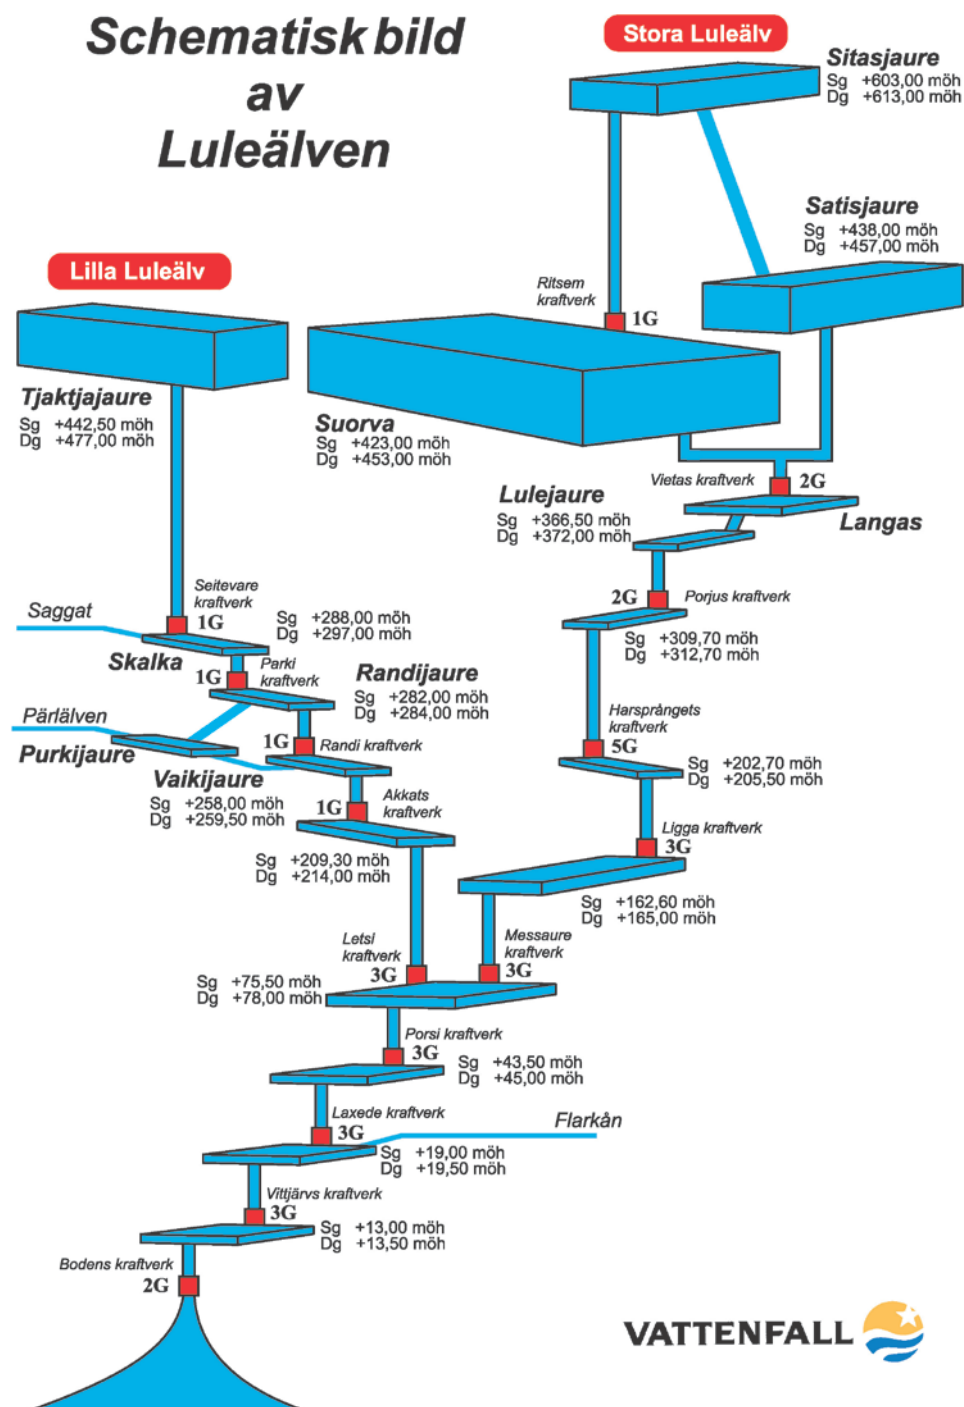 Schematisk bild
av
Luleälven
Stora Luleälv
Sitasjaure
Sg +603,00 möh
Dg +613,00 möh
Satisjaure
Sg +438,00 möh
Dg +457,00 möh
Lilla Luleälv
Ritsem
kraftverk
1G
Tjaktjajaure
Sg +442,50 möh
Dg +477,00 möh
Suorva
Sg +423,00 möh
Dg +453,00 möh
Vietas kraftverk
2G
Lulejaure
Sg +366,50 möh
Dg +372,00 möh
Langas
Seitevare
kraftverk
1G
Saggat
Sg +288,00 möh
Dg +297,00 möh
2G
Porjus kraftverk
Sg +309,70 möh
Dg +312,70 möh
Skalka
1G
Parki
kraftverk
Randijaure
Sg +282,00 möh
Dg +284,00 möh
Pärlälven
Purkijaure
1G
Randi kraftverk
Harsprångets
kraftverk
5G
Sg +202,70 möh
Dg +205,50 möh
Vaikijaure
Sg +258,00 möh
Dg +259,50 möh
1G
Akkats
kraftverk
Ligga kraftverk
3G
Sg +209,30 möh
Dg +214,00 möh
Sg +162,60 möh
Dg +165,00 möh
Letsi
kraftverk
3G
Messaure
kraftverk
3G
Sg +75,50 möh
Dg +78,00 möh
Porsi kraftverk
3G
Sg +43,50 möh
Dg +45,00 möh
Laxede kraftverk
3G
Flarkån
Sg +19,00 möh
Dg +19,50 möh
Vittjärvs kraftverk
3G
Sg +13,00 möh
Dg +13,50 möh
Bodens kraftverk
2G
VATTENFALL